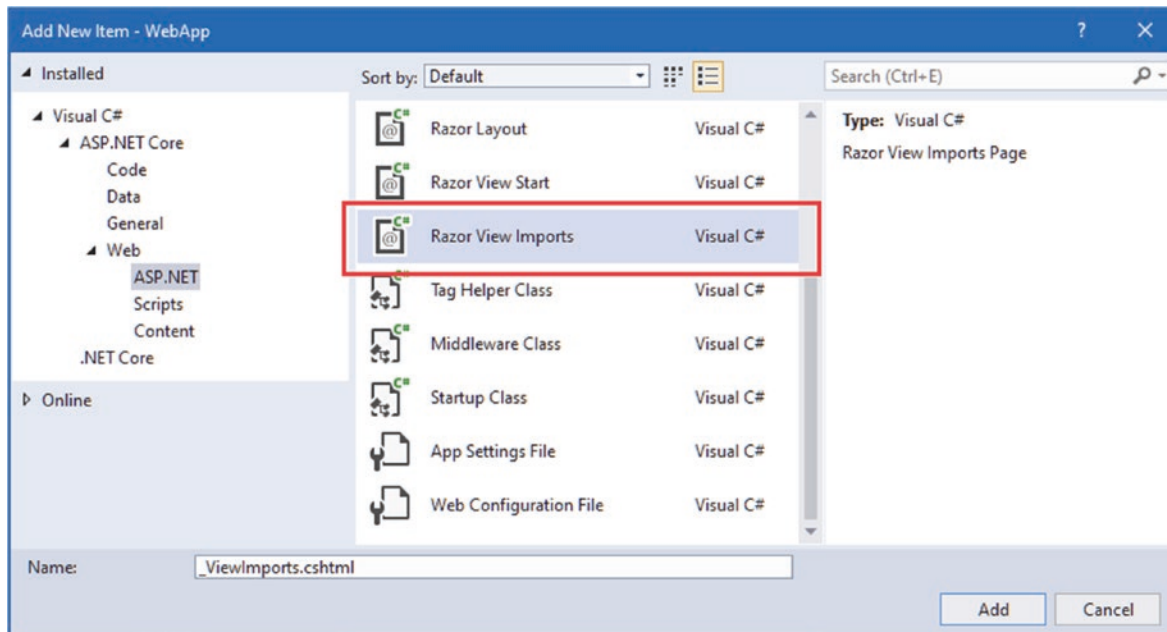 Add New Item - WebApp
? ×
Installed
Sort by: Default
Search (Ctrl+E)
Visual C#
ASP.NET Core
Code
Data
General
Web
ASP.NET
Scripts
Content
.NET Core
Online
Razor Layout Visual C#
Razor View Start Visual C#
Razor View Imports Visual C#
Tag Helper Class Visual C#
Middleware Class Visual C#
Startup Class Visual C#
App Settings File Visual C#
Web Configuration File Visual C#
Type: Visual C#
Razor View Imports Page
Name: _ViewImports.cshtml
Add Cancel